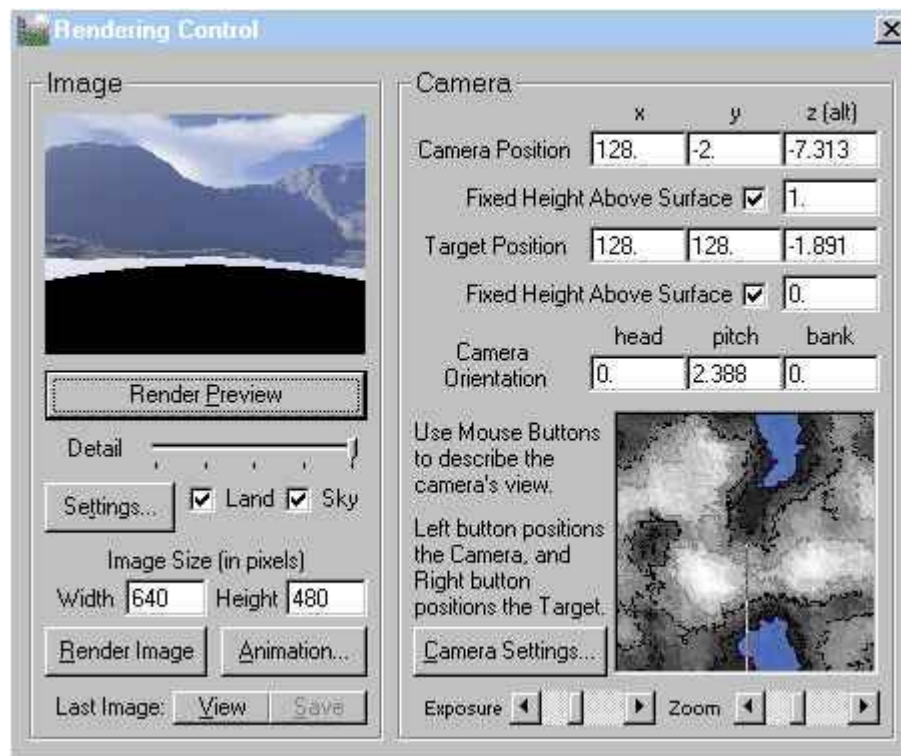 Rendering Control
Image
Render Preview
Detail
Settings...
Land
Sky
Image Size (in pixels)
Width 640 Height 480
Render Image
Animation...
Last Image: View Save
Camera
x y z (alt)
Camera Position 128. -2. -7.313
Fixed Height Above Surface 1.
Target Position 128. 128. -1.891
Fixed Height Above Surface 0.
head pitch bank
Camera
Orientation
0. 2.388 0.
Use Mouse Buttons
to describe the
camera's view.
Left button positions
the Camera, and
Right button
positions the Target.
Camera Settings...
Exposure Zoom